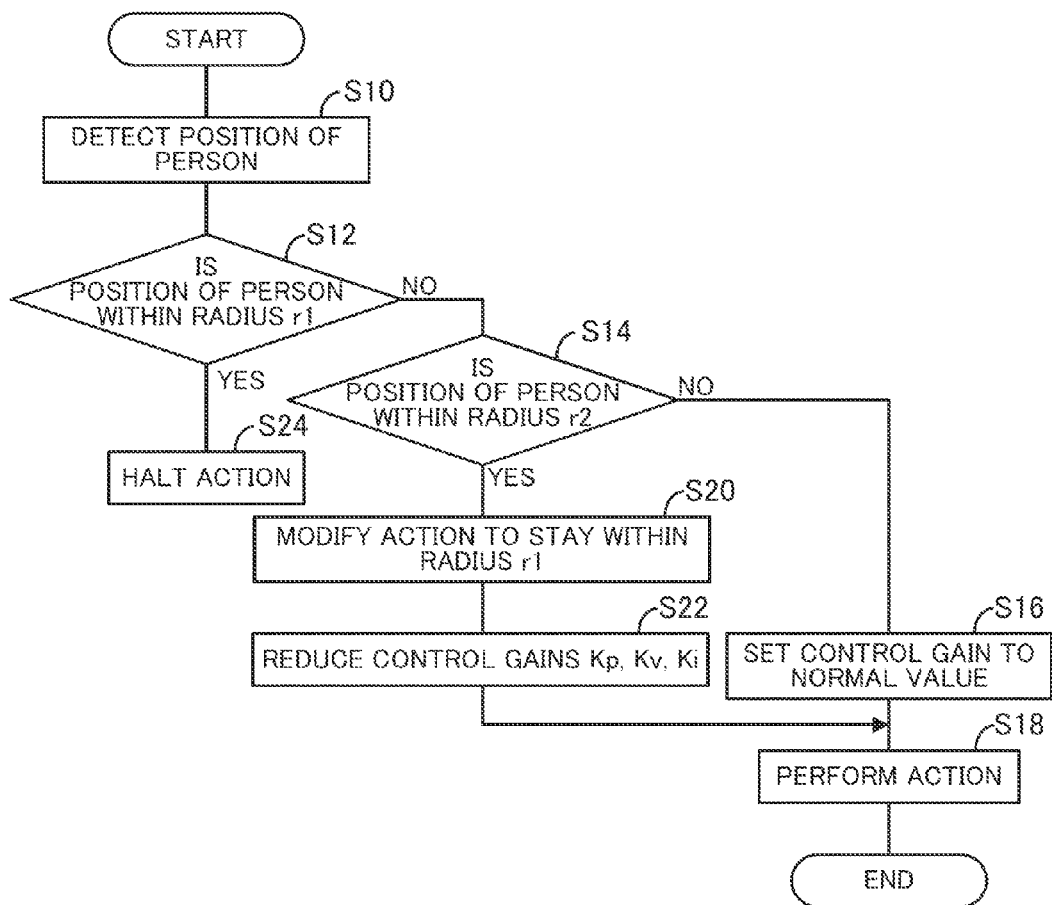 START
S10
DETECT POSITION OF
PERSON
S12
IS
POSITION OF PERSON
WITHIN RADIUS r1
NO
YES
S14
IS
POSITION OF PERSON
WITHIN RADIUS r2
NO
YES
S24
HALT ACTION
S20
MODIFY ACTION TO STAY WITHIN
RADIUS r1
S22
REDUCE CONTROL GAINS Kp, Kv, Ki
S16
SET CONTROL GAIN TO
NORMAL VALUE
S18
PERFORM ACTION
END